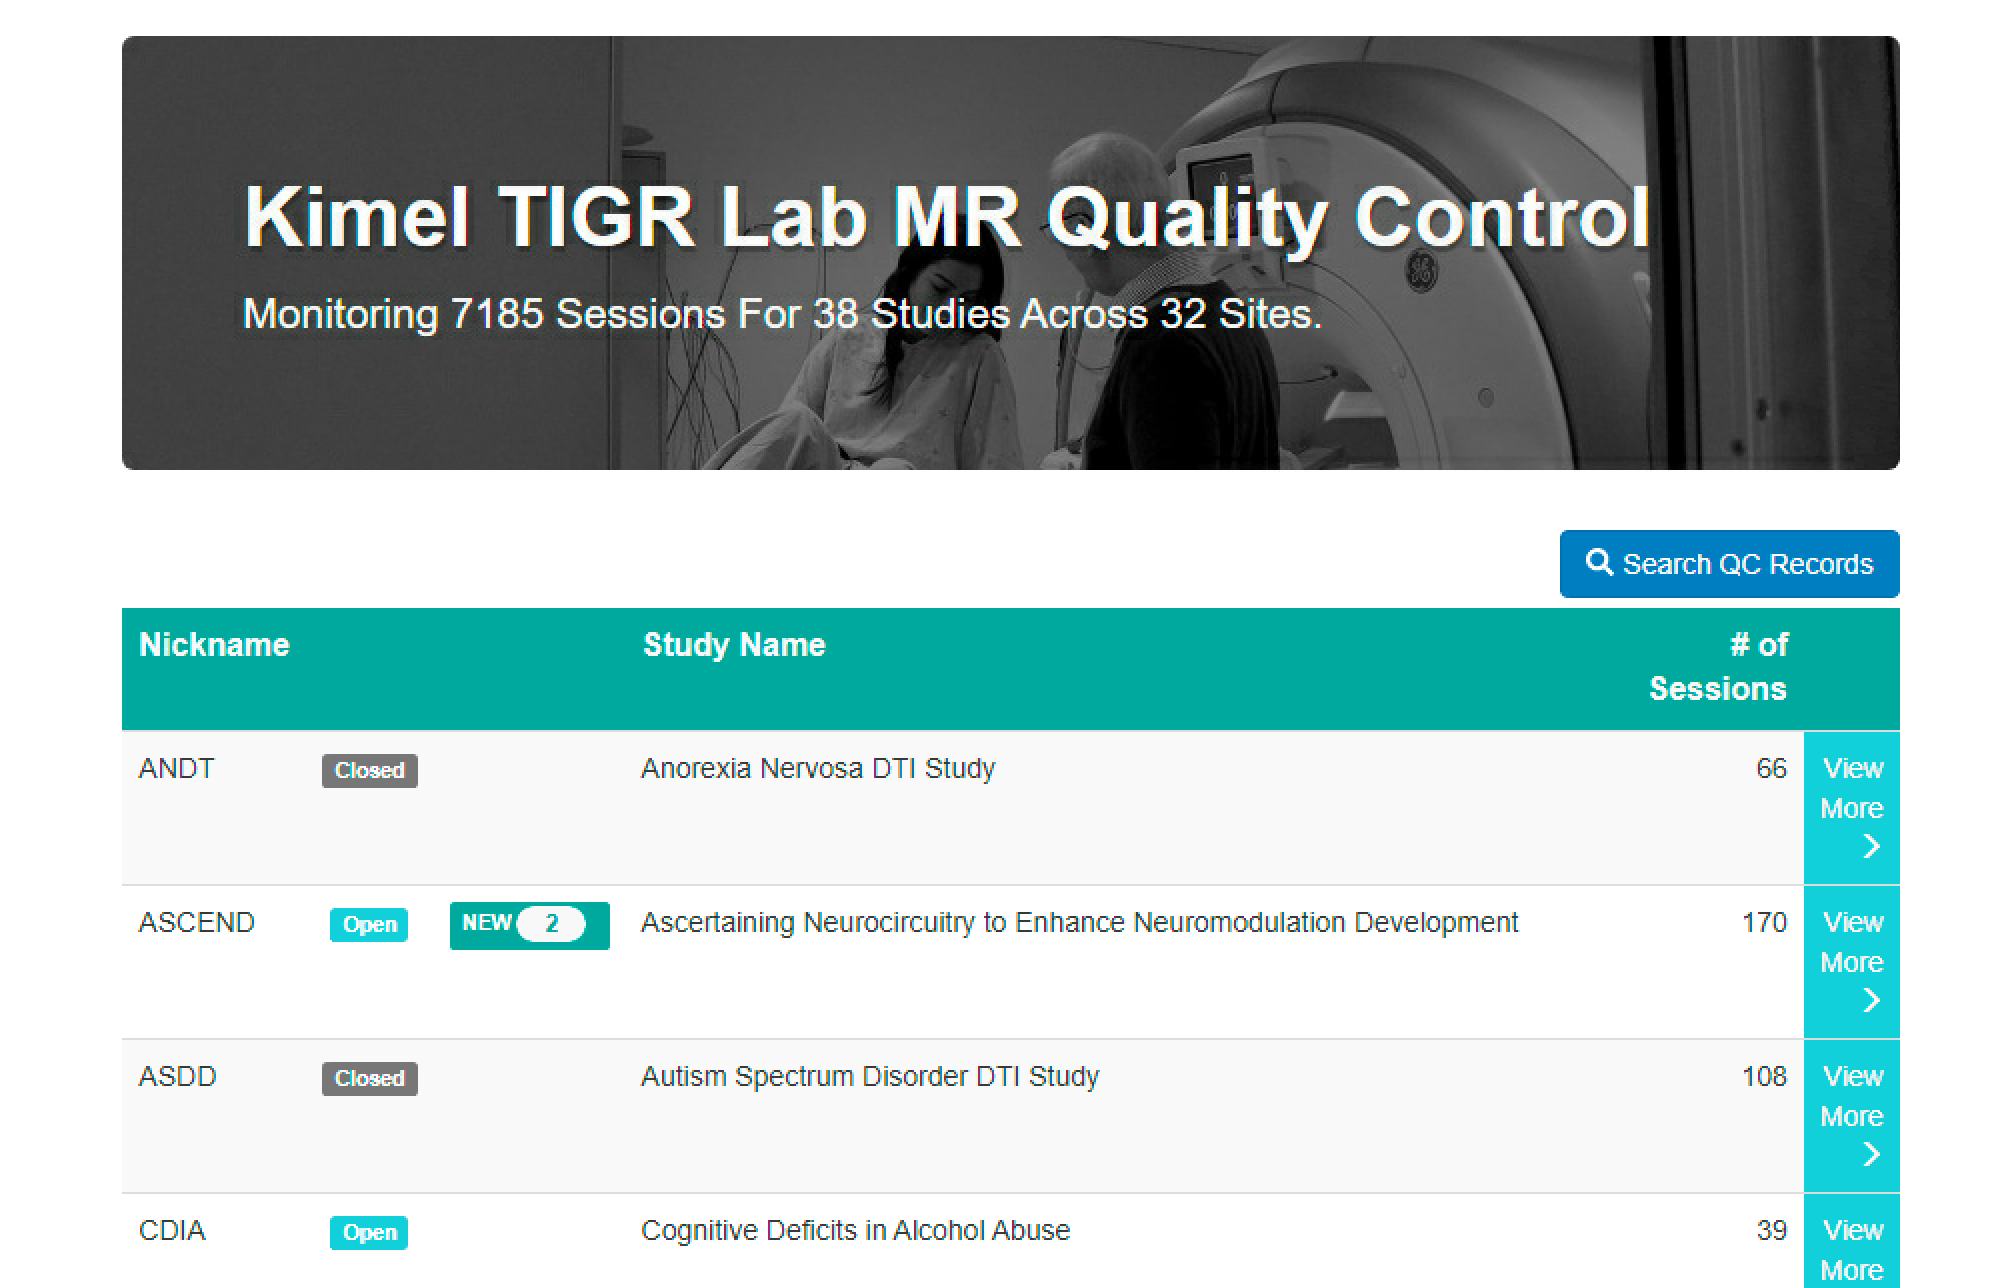 Kimel TIGR Lab MR Quality Control
Monitoring 7185 Sessions For 38 Studies Across 32 Sites.
Search QC Records
Nickname Study Name # of
Sessions
ANDT Closed Anorexia Nervosa DTI Study 66 View
More
ASCEND Open NEW 2 Ascertaining Neurocircuitry to Enhance Neuromodulation Development 170 View
More
ASDD Closed Autism Spectrum Disorder DTI Study 108 View
More
CDIA Open Cognitive Deficits in Alcohol Abuse 39 View
More